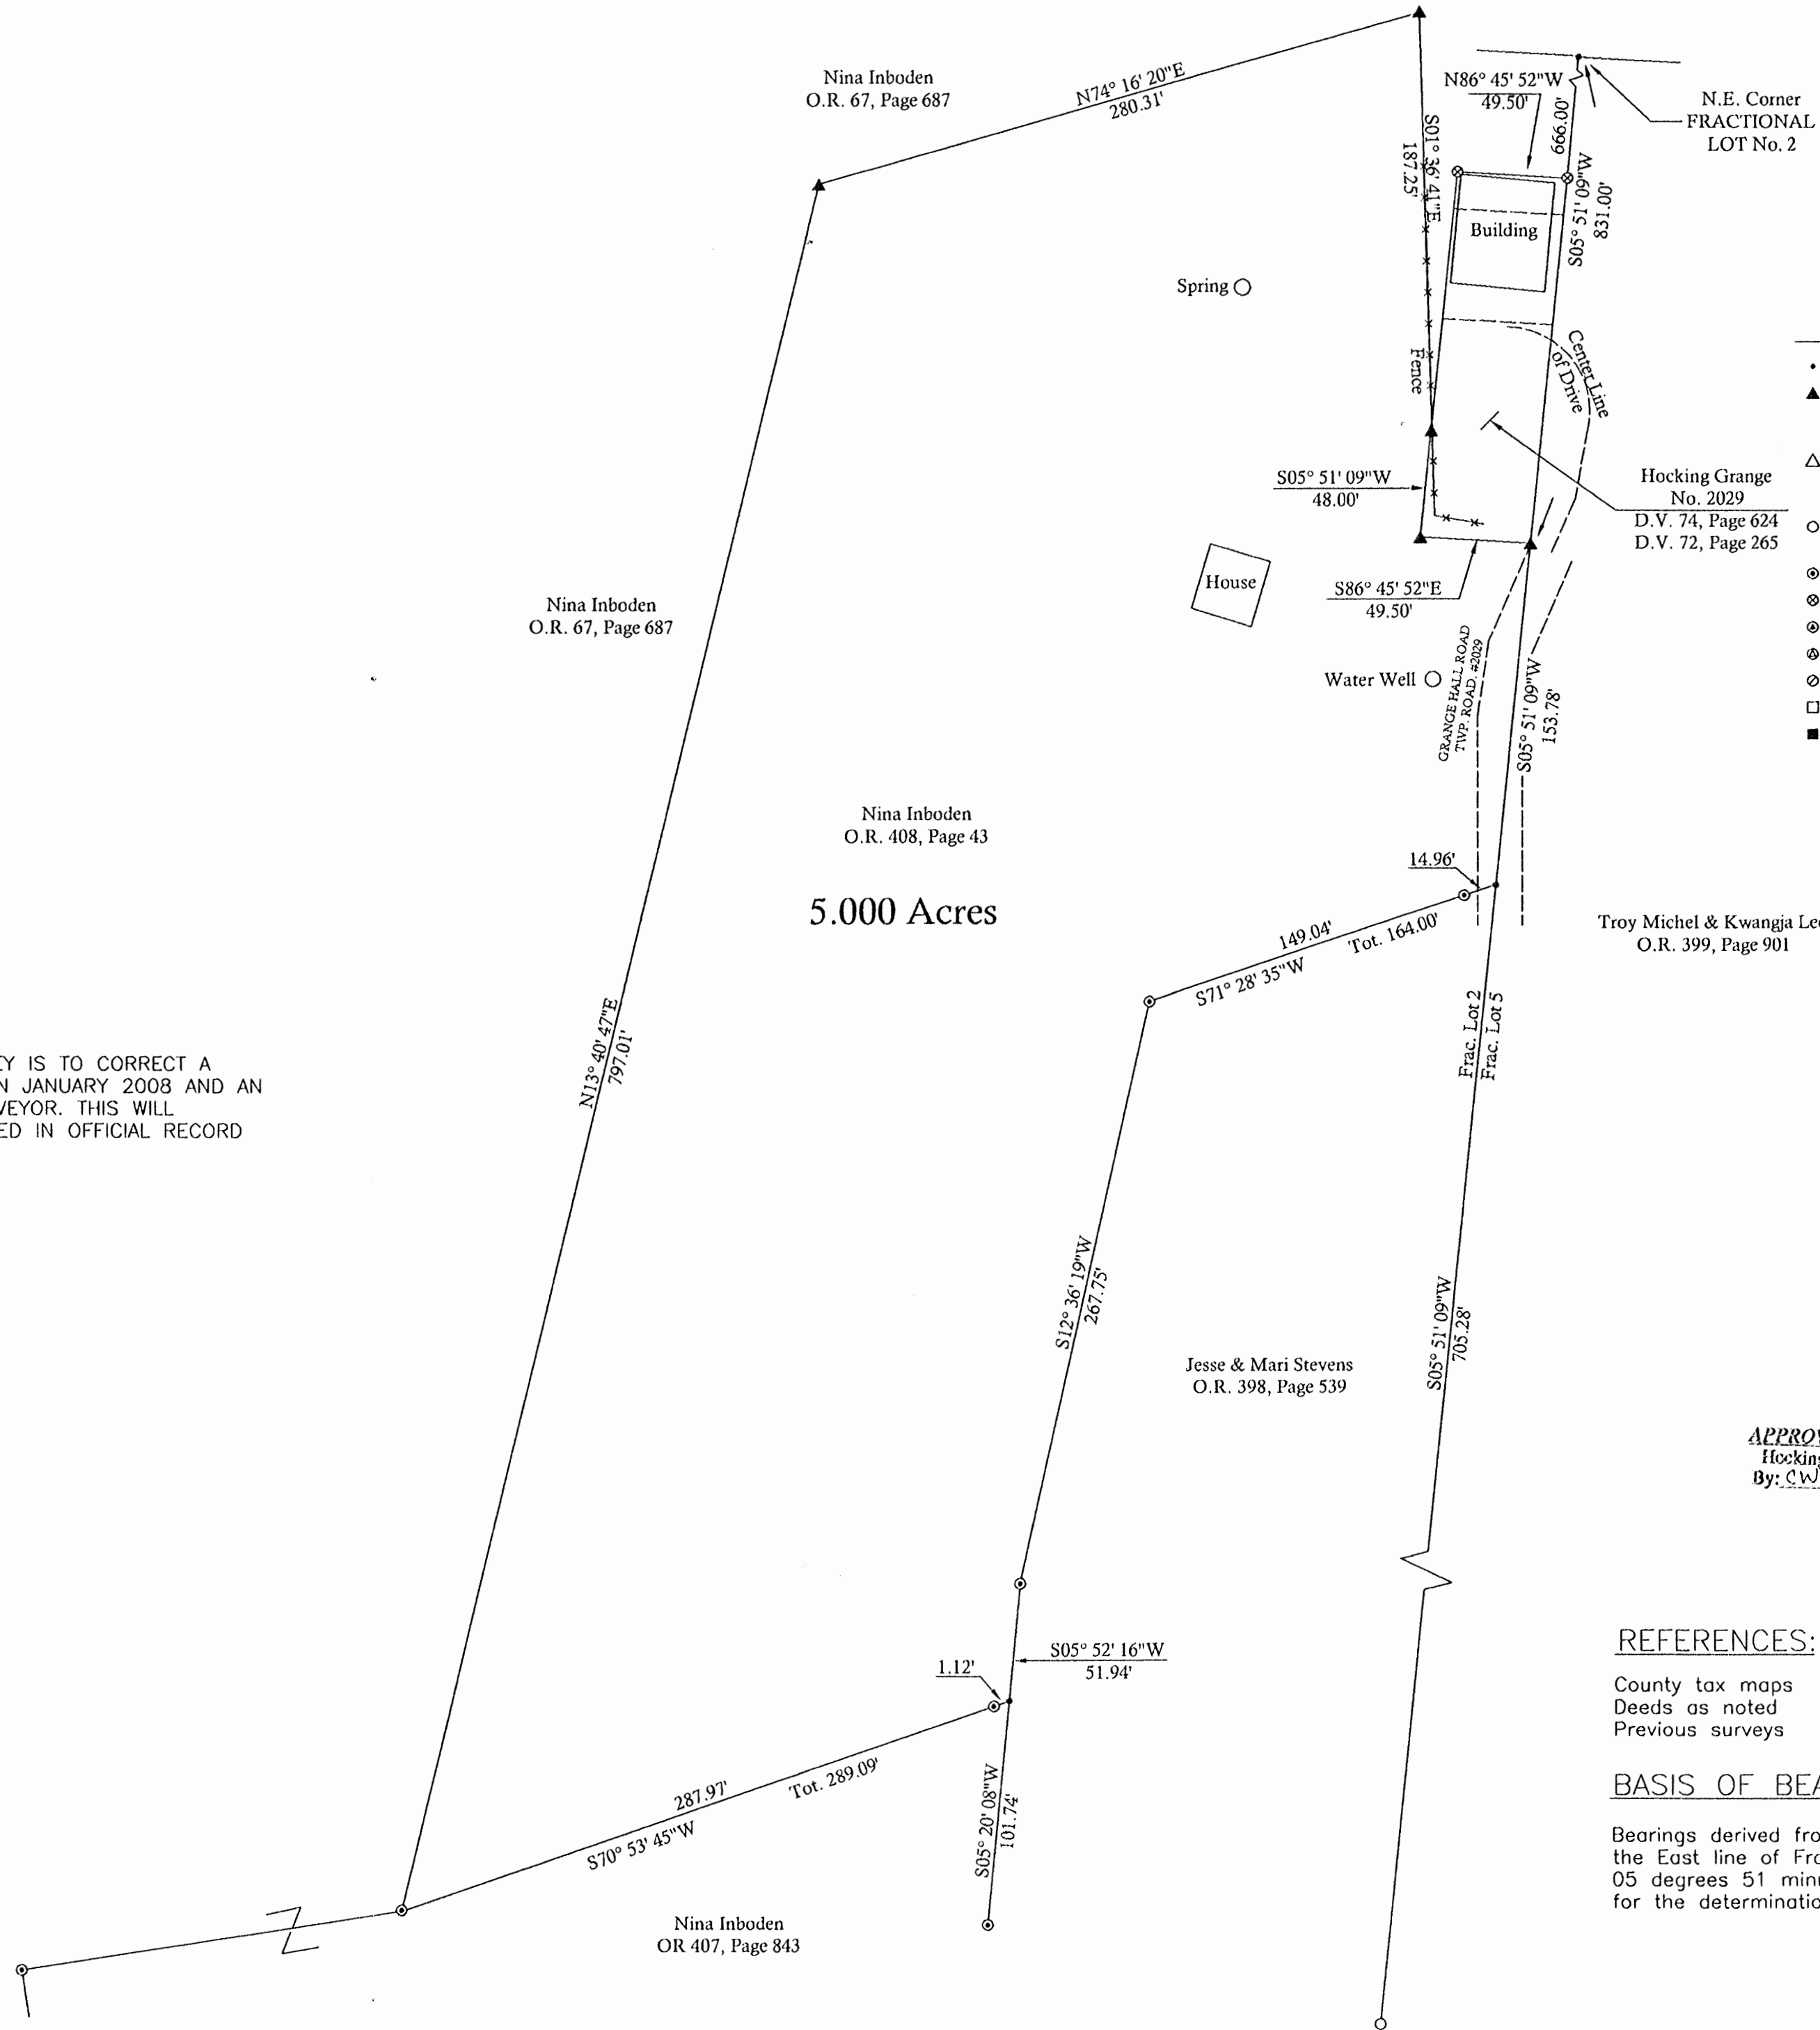 Nina Inboden
O.R. 67, Page 687
N74° 16' 20"E
280.31'
N86° 45' 52"W
49.50'
N.E. Corner
FRACTIONAL
LOT No. 2
666.00'
S01° 36' 41"E
187.25'
S05° 51' 09"W
831.00'
Building
Spring
Fence
Center Line
of Drive
S05° 51' 09"W
48.00'
Hocking Grange
No. 2029
D.V. 74, Page 624
D.V. 72, Page 265
House
S86° 45' 52"E
49.50'
Nina Inboden
O.R. 67, Page 687
Water Well
GRANGE HALL ROAD
TWP. ROAD. #2029
S05° 51' 09"W
153.78'
Nina Inboden
O.R. 408, Page 43
14.96'
5.000 Acres
149.04'
Tot. 164.00'
S71° 28' 35"W
Troy Michel & Kwangja Lee
O.R. 399, Page 901
Frac. Lot 2
Frac. Lot 5
N13° 40' 47"E
797.01'
EY IS TO CORRECT A
N JANUARY 2008 AND AN
VEYOR. THIS WILL
ED IN OFFICIAL RECORD
S12° 36' 19"W
267.75'
S05° 51' 09"W
705.28'
Jesse & Mari Stevens
O.R. 398, Page 539
APPROV
Hocking
By: CW
S05° 52' 16"W
51.94'
1.12'
287.97'
Tot. 289.09'
S70° 53' 45"W
S05° 20' 08"W
101.74'
Nina Inboden
OR 407, Page 843
REFERENCES:
County tax maps
Deeds as noted
Previous surveys
BASIS OF BEA
Bearings derived fro
the East line of Fra
05 degrees 51 minu
for the determinatio